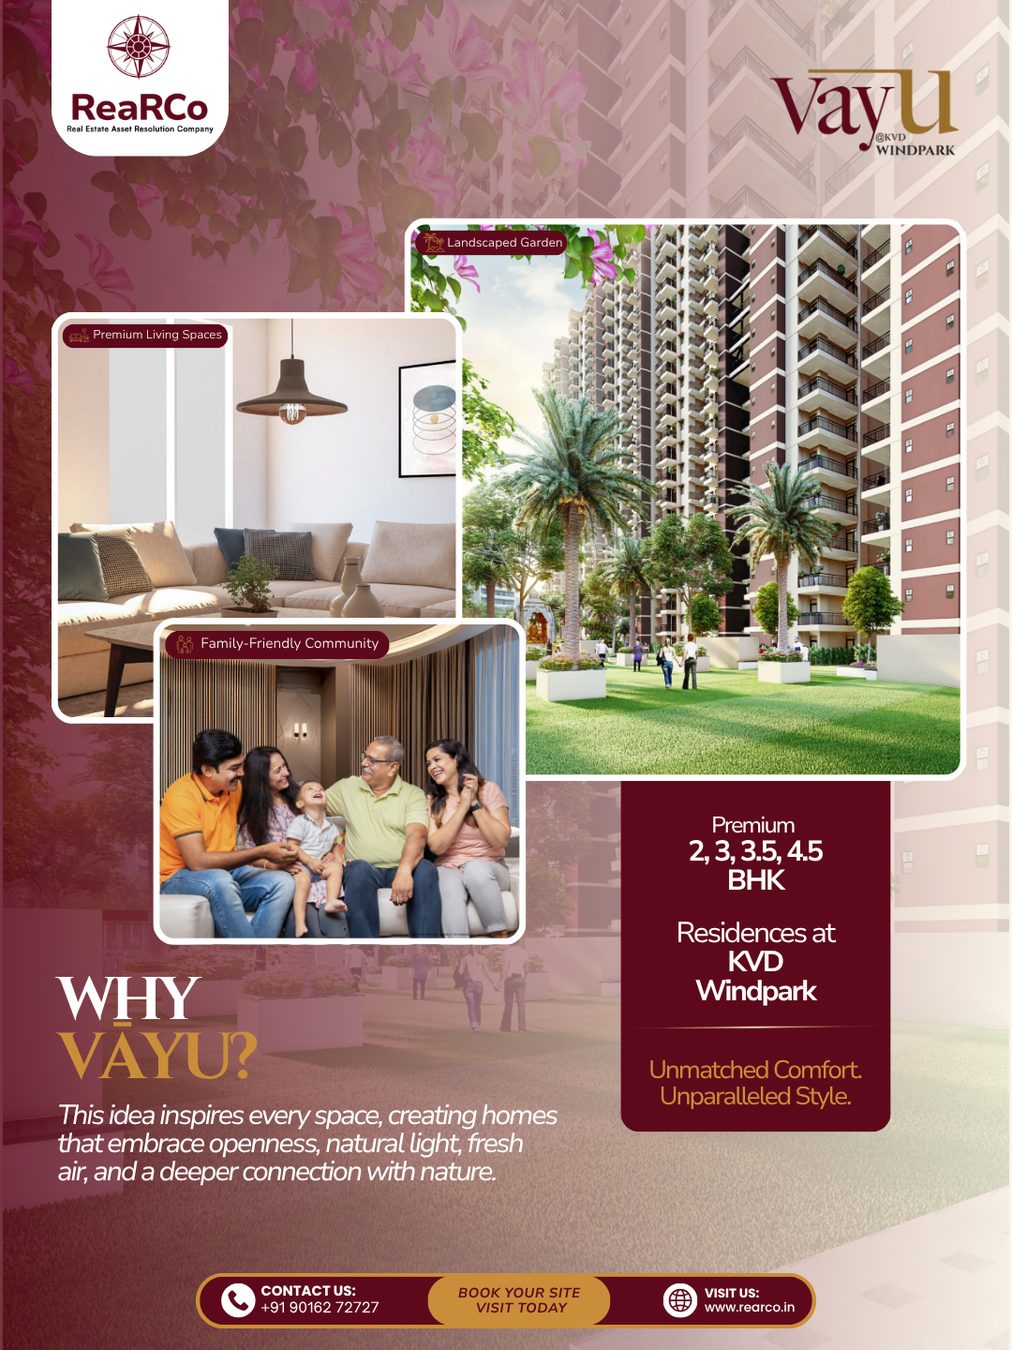 ReaRCo
Real Estate Asset Resolution Company
vayU
@KVD
WINDPARK
Landscaped Garden
Premium Living Spaces
Family-Friendly Community
Premium
2, 3, 3.5, 4.5
BHK
Residences at
KVD
Windpark
Unmatched Comfort.
Unparalleled Style.
WHY
VĀYU?
This idea inspires every space, creating homes
that embrace openness, natural light, fresh
air, and a deeper connection with nature.
CONTACT US:
+91 90162 72727
BOOK YOUR SITE
VISIT TODAY
VISIT US:
www.rearco.in